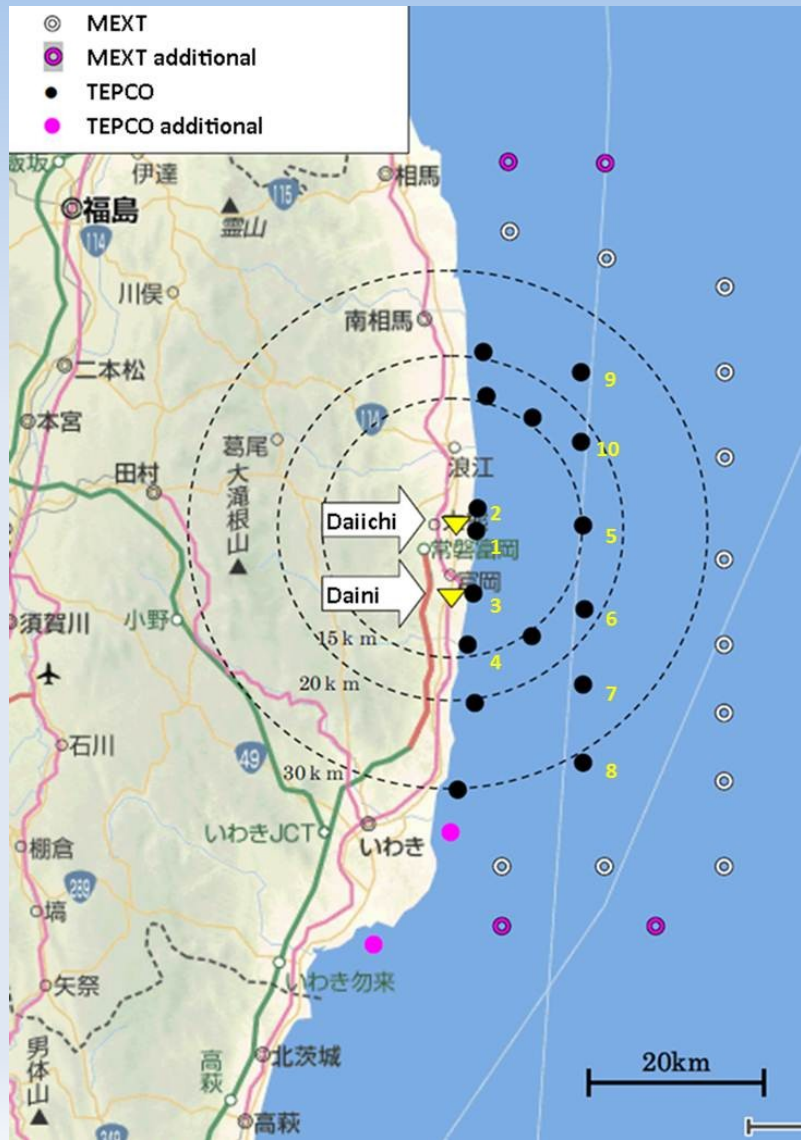 MEXT
MEXT additional
TEPCO
TEPCO additional
飯坂
伊達
相馬
115
福島
霊山
114
川俣
南相馬
二本松
9
本宮
114
葛尾
10
田村
大滝根山
浪江
2
Daiichi
5
1
常磐富岡
富岡
Daini
3
小野
6
須賀川
15 km
4
20 km
7
石川
49
30 km
8
いわきJCT
いわき
棚倉
289
塙
いわき勿来
矢祭
男体山
高萩
北茨城
20km
高萩